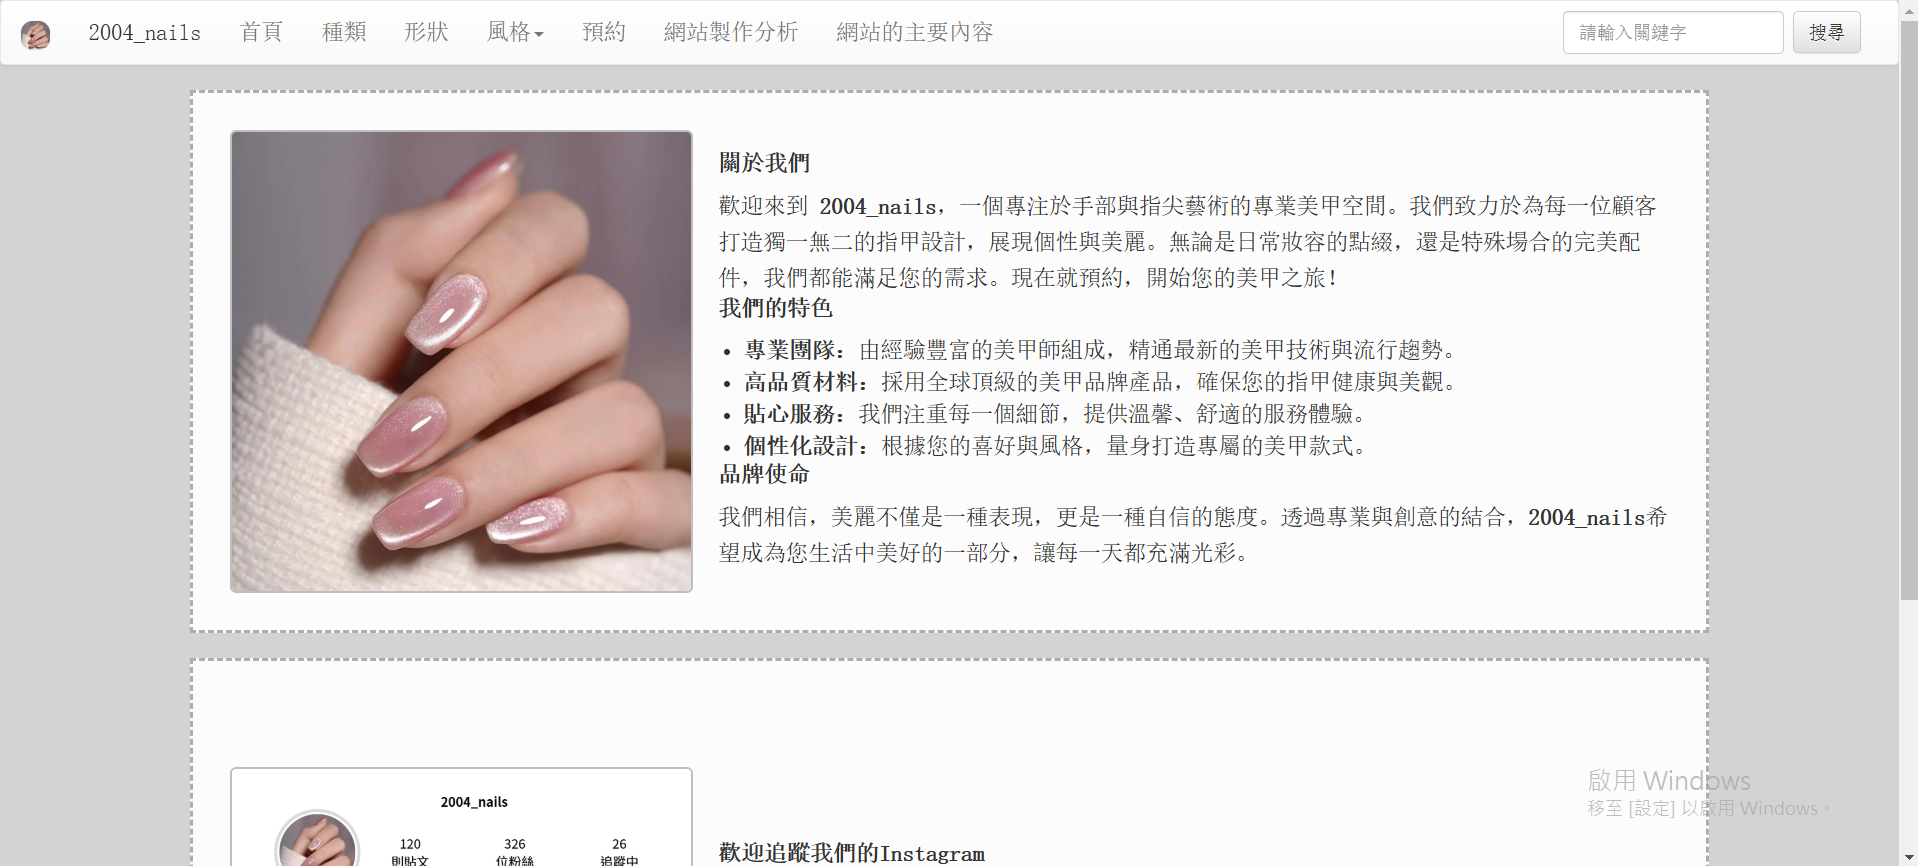 2004_nails 首頁 種類 形狀 風格 預約 網站製作分析 網站的主要內容 請輸入關鍵字 搜尋
關於我們
歡迎來到 2004_nails，一個專注於手部與指尖藝術的專業美甲空間。我們致力於為每一位顧客
打造獨一無二的指甲設計，展現個性與美麗。無論是日常妝容的點綴，還是特殊場合的完美配
件，我們都能滿足您的需求。現在就預約，開始您的美甲之旅！
我們的特色
• 專業團隊：由經驗豐富的美甲師組成，精通最新的美甲技術與流行趨勢。
• 高品質材料：採用全球頂級的美甲品牌產品，確保您的指甲健康與美觀。
• 貼心服務：我們注重每一個細節，提供溫馨、舒適的服務體驗。
• 個性化設計：根據您的喜好與風格，量身打造專屬的美甲款式。
品牌使命
我們相信，美麗不僅是一種表現，更是一種自信的態度。透過專業與創意的結合，2004_nails希
望成為您生活中美好的一部分，讓每一天都充滿光彩。
2004_nails
120 326 26
則貼文 位粉絲 追蹤中
歡迎追蹤我們的Instagram
啟用 Windows
移至 [設定] 以啟用 Windows。